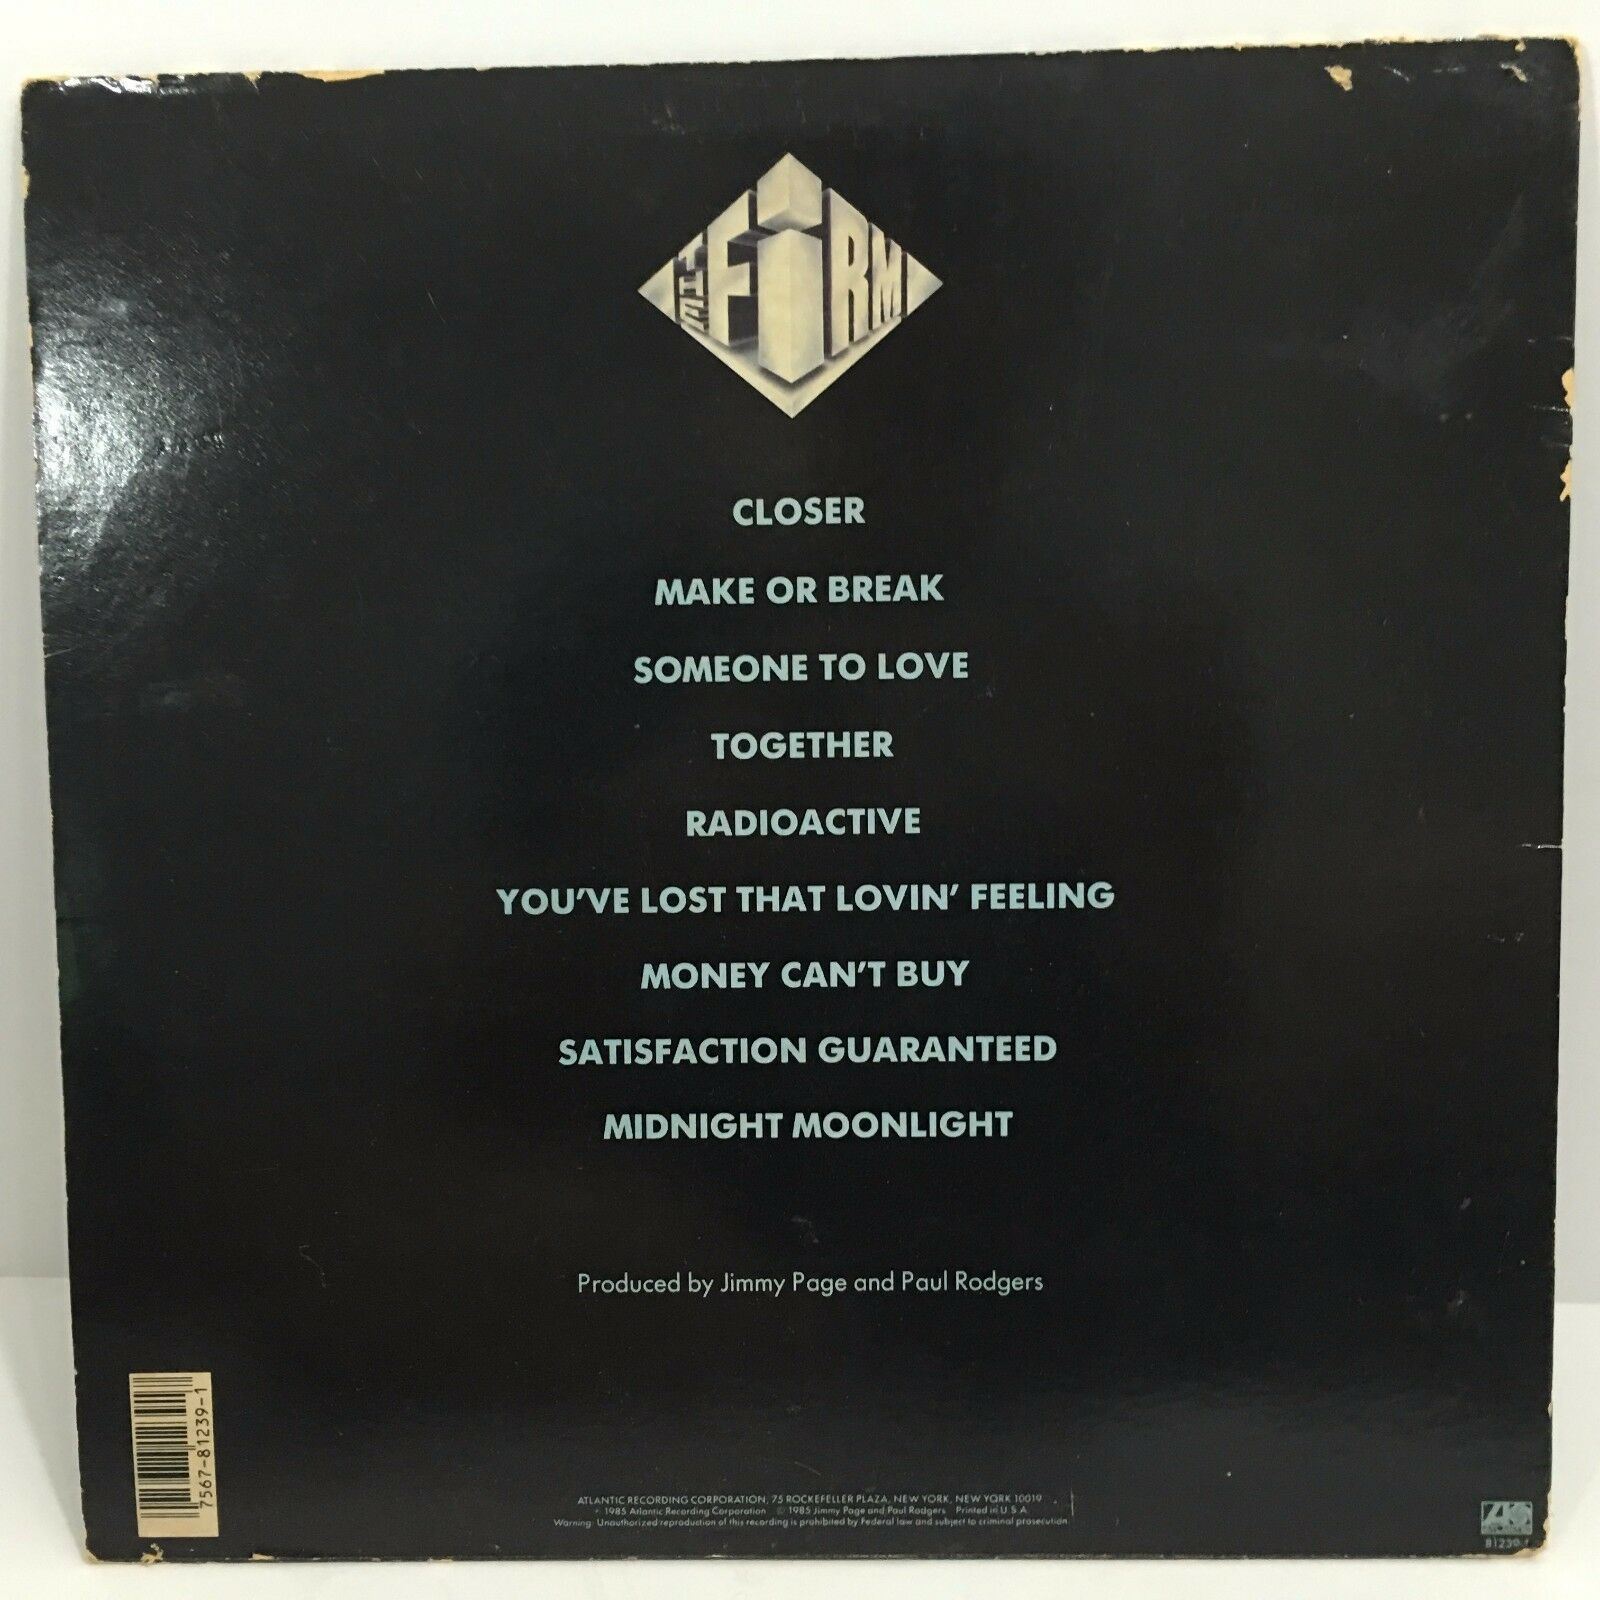 THE FiRM
CLOSER
MAKE OR BREAK
SOMEONE TO LOVE
TOGETHER
RADIOACTIVE
YOU'VE LOST THAT LOVIN' FEELING
MONEY CAN'T BUY
SATISFACTION GUARANTEED
MIDNIGHT MOONLIGHT
Produced by Jimmy Page and Paul Rodgers
7567-81239-1
ATLANTIC RECORDING CORPORATION, 75 ROCKEFELLER PLAZA, NEW YORK, NEW YORK 10019
1985 Atlantic Recording Corporation © 1985 Jimmy Page and Paul Rodgers Printed in U.S.A.
Warning: Unauthorized reproduction of this recording is prohibited by Federal law and subject to criminal prosecution.
81239-1